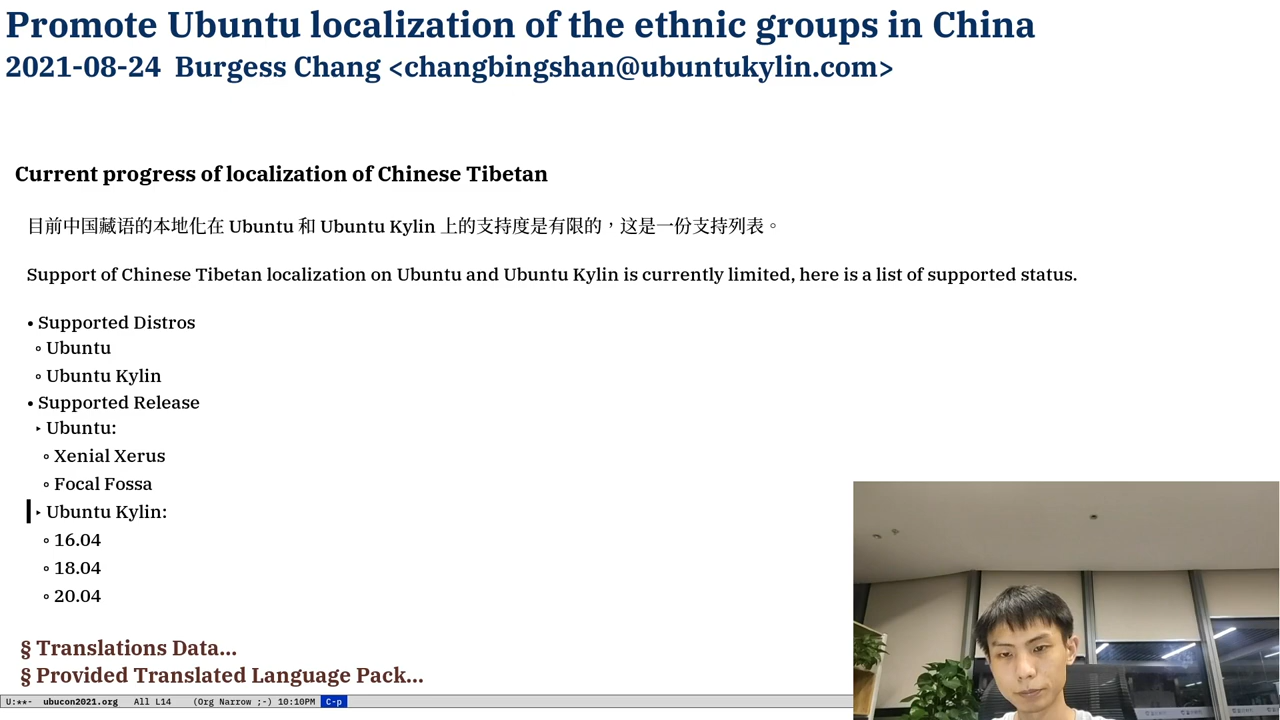 Promote Ubuntu localization of the ethnic groups in China
2021-08-24 Burgess Chang <changbingshan@ubuntukylin.com>
Current progress of localization of Chinese Tibetan
目前中国藏语的本地化在 Ubuntu 和 Ubuntu Kylin 上的支持度是有限的，这是一份支持列表。
Support of Chinese Tibetan localization on Ubuntu and Ubuntu Kylin is currently limited, here is a list of supported status.
• Supported Distros
◦ Ubuntu
◦ Ubuntu Kylin
• Supported Release
‣ Ubuntu:
◦ Xenial Xerus
◦ Focal Fossa
‣ Ubuntu Kylin:
◦ 16.04
◦ 18.04
◦ 20.04
§ Translations Data...
§ Provided Translated Language Pack...
U:**- ubucon2021.org All L14 (Org Narrow ;-) 10:10PM C-p